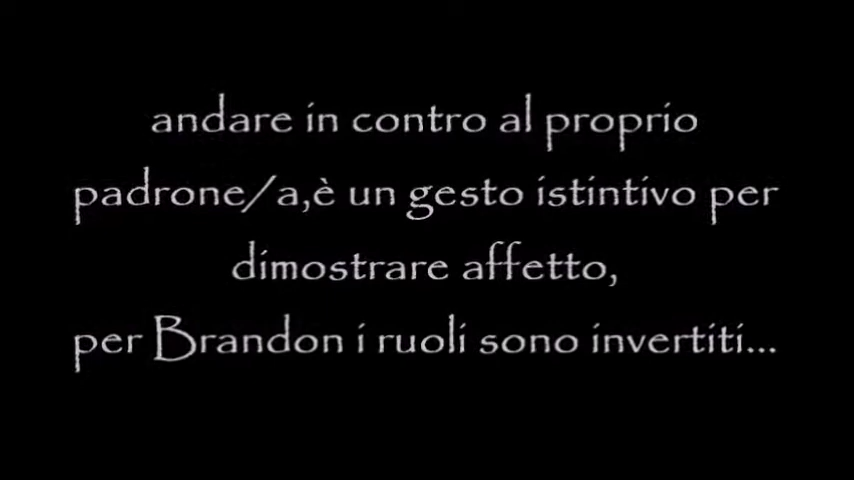 andare in contro al proprio
padrone/a,è un gesto istintivo per
dimostrare affetto,
per Brandon i ruoli sono invertiti...